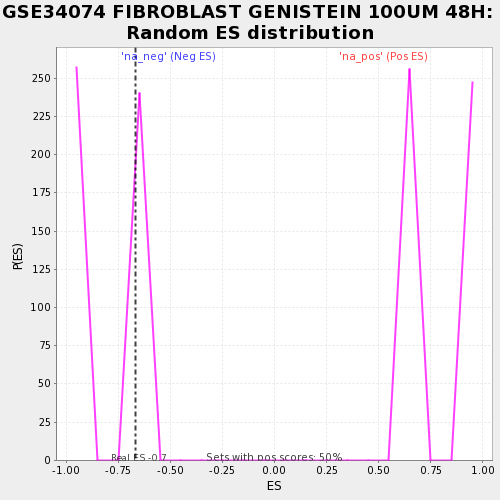 GSE34074 FIBROBLAST GENISTEIN 100UM 48H:
Random ES distribution
'na_neg' (Neg ES)
'na_pos' (Pos ES)
250
225
200
175
150
125
100
75
50
25
0
P(ES)
Real ES -0.7
Sets with pos scores: 50%
-1.00 -0.75 -0.50 -0.25 0.00 0.25 0.50 0.75 1.00
ES